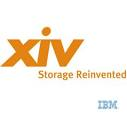 XIV
Storage Reinvented
IBM